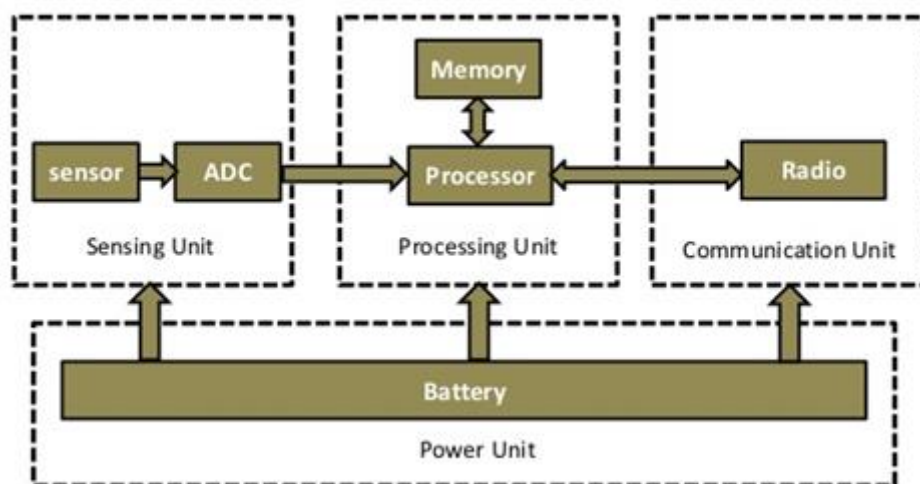 Memory
sensor
ADC
Processor
Radio
Sensing Unit
Processing Unit
Communication Unit
Battery
Power Unit